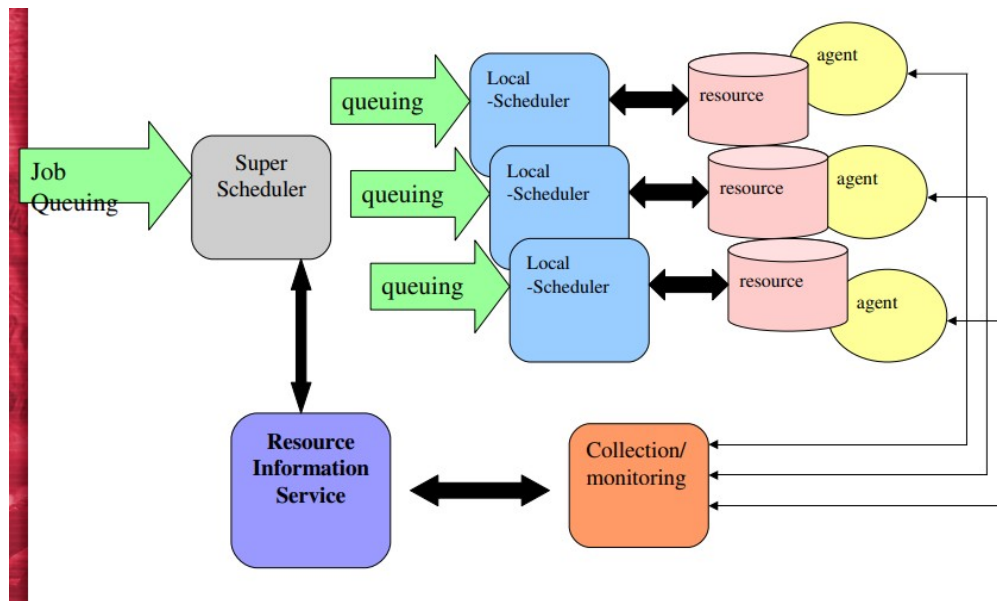 Job
Queuing
Super
Scheduler
queuing
Local
-Scheduler
resource
agent
queuing
Local
-Scheduler
resource
agent
queuing
Local
-Scheduler
resource
agent
Resource
Information
Service
Collection/
monitoring